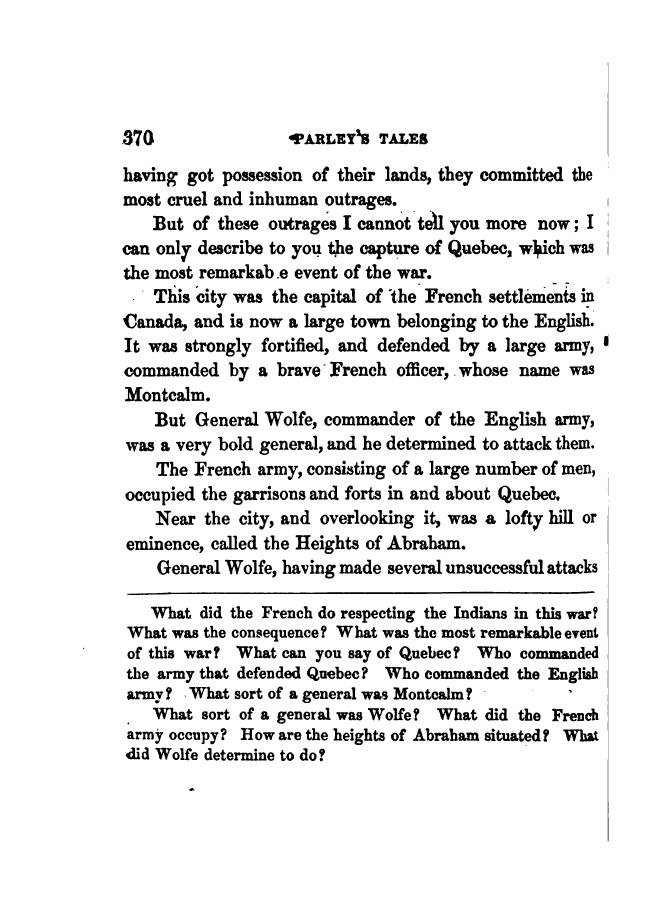 370 PARLEY'S TALES
having got possession of their lands, they committed the
most cruel and inhuman outrages.
But of these outrages I cannot tell you more now; I
can only describe to you the capture of Quebec, which was
the most remarkab.e event of the war.
This city was the capital of the French settlements in
Canada, and is now a large town belonging to the English.
It was strongly fortified, and defended by a large army,
commanded by a brave French officer, whose name was
Montcalm.
But General Wolfe, commander of the English army,
was a very bold general, and he determined to attack them.
The French army, consisting of a large number of men,
occupied the garrisons and forts in and about Quebec.
Near the city, and overlooking it, was a lofty hill or
eminence, called the Heights of Abraham.
General Wolfe, having made several unsuccessful attacks
What did the French do respecting the Indians in this war?
What was the consequence? What was the most remarkable event
of this war? What can you say of Quebec? Who commanded
the army that defended Quebec? Who commanded the English
army? What sort of a general was Montcalm?
What sort of a general was Wolfe? What did the French
army occupy? How are the heights of Abraham situated? What
did Wolfe determine to do?